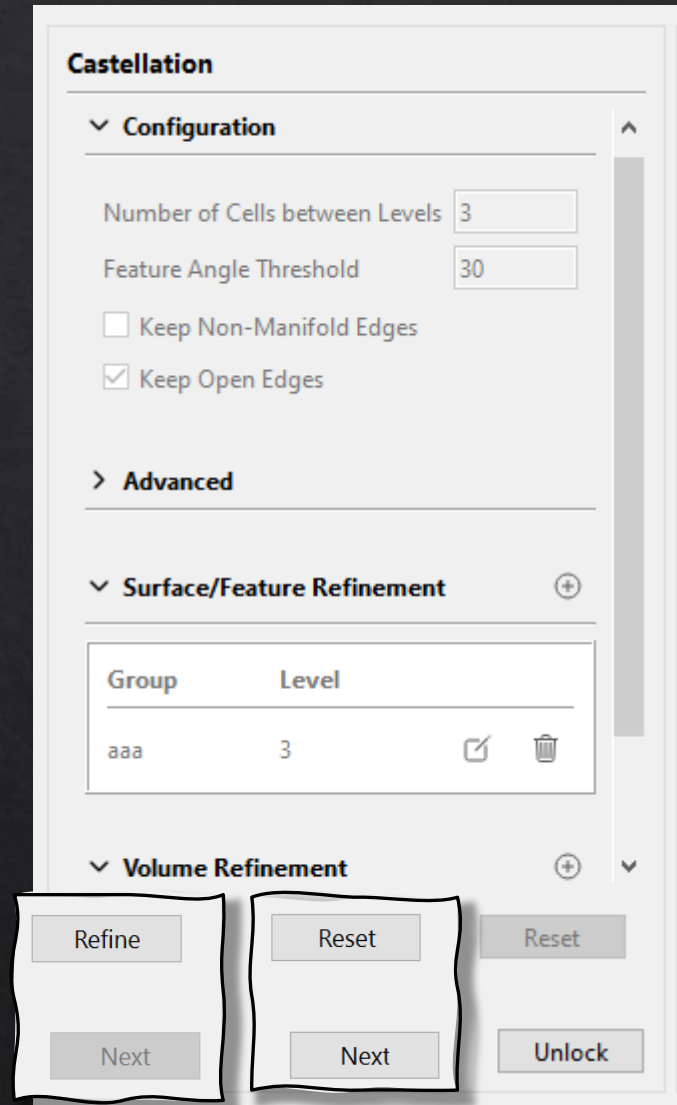 Castellation
Configuration
Number of Cells between Levels 3
Feature Angle Threshold 30
Keep Non-Manifold Edges
Keep Open Edges
Advanced
Surface/Feature Refinement
Group Level
aaa 3
Volume Refinement
Refine Reset Reset
Next Next Unlock